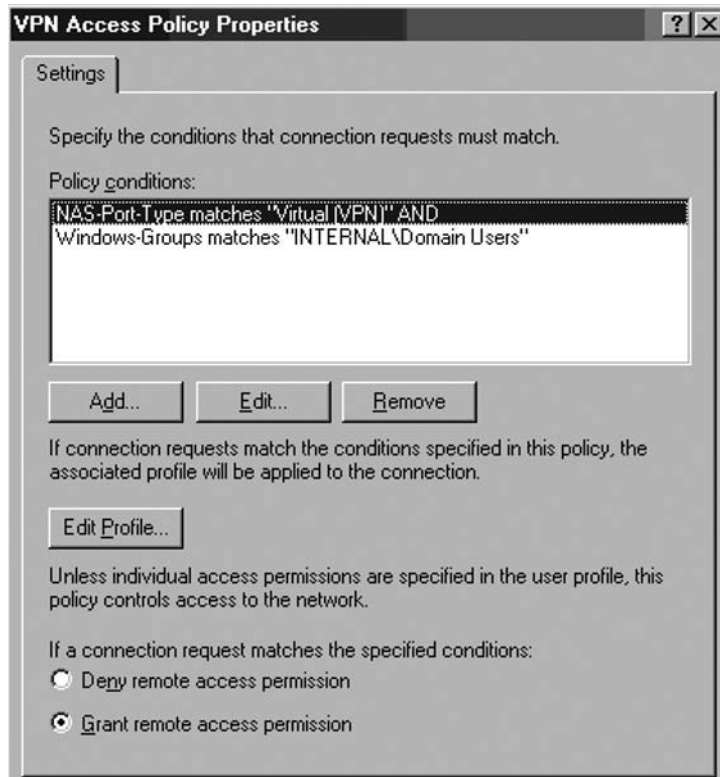 VPN Access Policy Properties
Settings
Specify the conditions that connection requests must match.
Policy conditions:
NAS-Port-Type matches "Virtual (VPN)" AND
Windows-Groups matches "INTERNAL\Domain Users"
Add... Edit... Remove
If connection requests match the conditions specified in this policy, the
associated profile will be applied to the connection.
Edit Profile...
Unless individual access permissions are specified in the user profile, this
policy controls access to the network.
If a connection request matches the specified conditions:
Deny remote access permission
Grant remote access permission